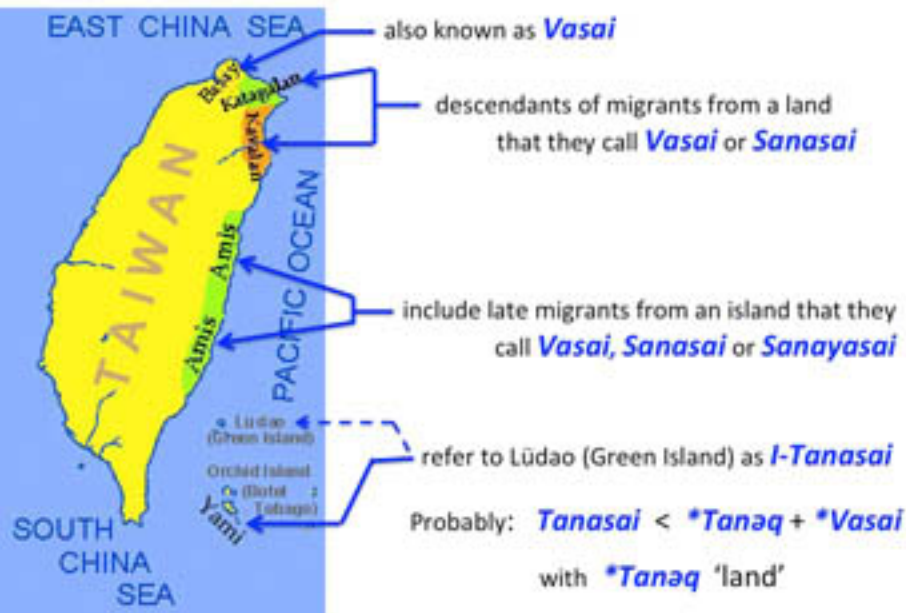 EAST CHINA SEA
also known as Vasai
Basay
Katagalan
descendants of migrants from a land
that they call Vasai or Sanasai
Kavalan
TAIWAN
PACIFIC OCEAN
Amis
include late migrants from an island that they
call Vasai, Sanasai or Sanayasai
Amis
Lüdao
(Green Island)
refer to Lüdao (Green Island) as I-Tanasai
Orchid Island
(Botel
Tobago)
Yami
Probably: Tanasai < *Tanəq + *Vasai
with *Tanəq ‘land’
SOUTH
CHINA
SEA